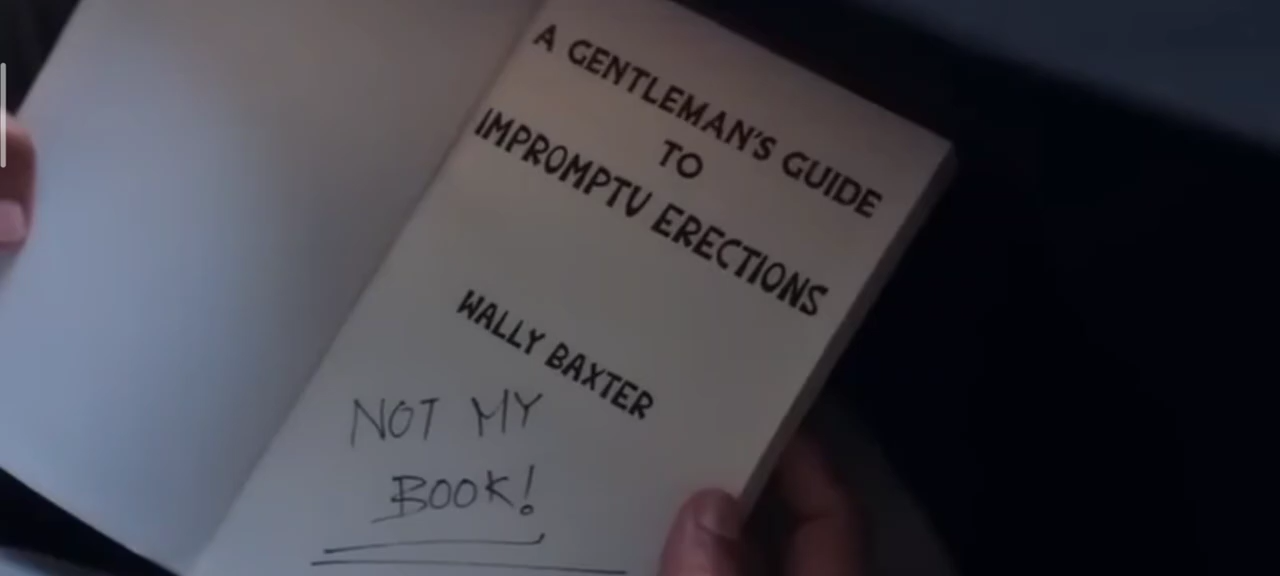 A GENTLEMAN'S GUIDE
TO
IMPROMPTU ERECTIONS
WALLY BAXTER
NOT MY
BOOK!